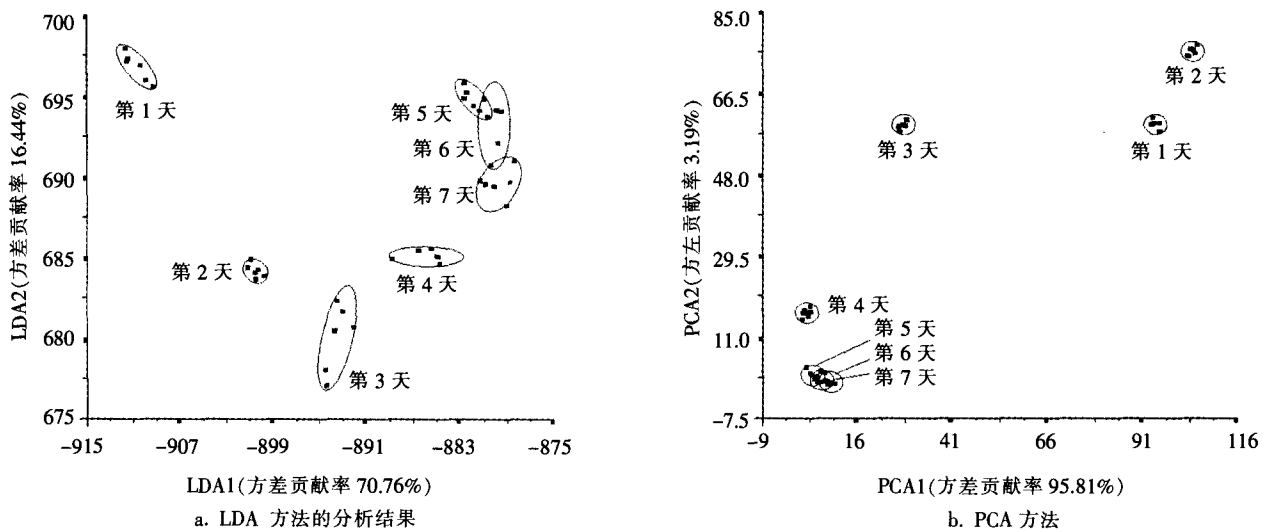 700
695
690
685
680
675
LDA2(方差贡献率 16.44%)
第 1 天
第 5 天
第 6 天
第 7 天
第 2 天
第 4 天
第 3 天
-915
-907
-899
-891
-883
-875
LDA1(方差贡献率 70.76%)
a. LDA 方法的分析结果
85.0
66.5
48.0
29.5
11.0
-7.5
PCA2(方左贡献率 3.19%)
第 2 天
第 3 天
第 1 天
第 4 天
第 5 天
第 6 天
第 7 天
-9
16
41
66
91
116
PCA1(方差贡献率 95.81%)
b. PCA 方法